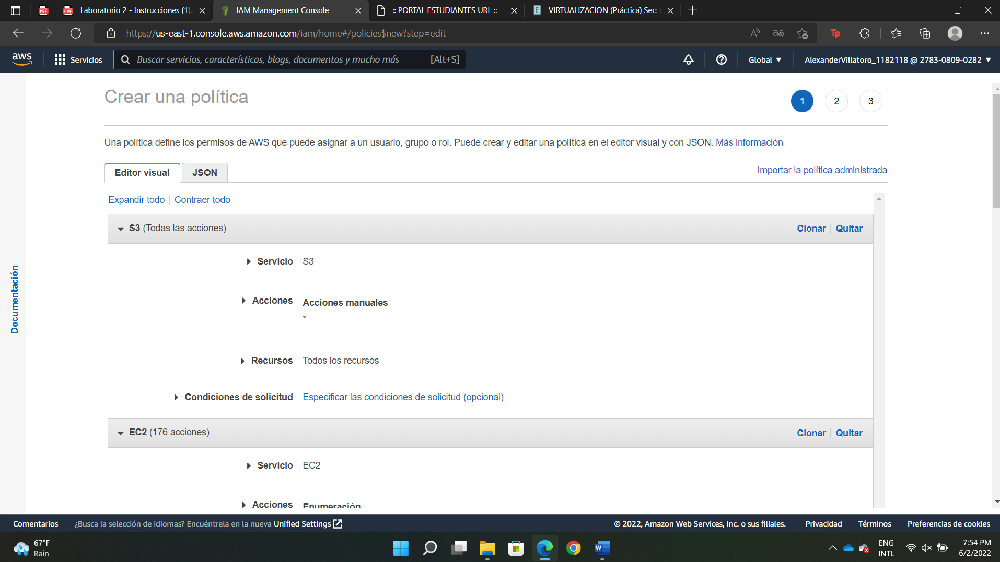 Laboratorio 2 - Instrucciones (1).
IAM Management Console
:: PORTAL ESTUDIANTES URL ::
VIRTUALIZACION (Práctica) Sec:
https://us-east-1.console.aws.amazon.com/iam/home#/policies$new?step=edit
aws
Servicios
Buscar servicios, características, blogs, documentos y mucho más
[Alt+S]
Global
AlexanderVillatoro_1182118 @ 2783-0809-0282
Crear una política
1 2 3
Una política define los permisos de AWS que puede asignar a un usuario, grupo o rol. Puede crear y editar una política en el editor visual y con JSON. Más información
Editor visual
JSON
Importar la política administrada
Expandir todo
Contraer todo
S3 (Todas las acciones)
Clonar
Quitar
Servicio S3
Acciones Acciones manuales
*
Recursos Todos los recursos
Condiciones de solicitud Especificar las condiciones de solicitud (opcional)
EC2 (176 acciones)
Clonar
Quitar
Servicio EC2
Acciones Enumeración
Documentación
Comentarios
¿Busca la selección de idiomas? Encuéntrela en la nueva Unified Settings
© 2022, Amazon Web Services, Inc. o sus filiales.
Privacidad
Términos
Preferencias de cookies
67°F
Rain
ENG
INTL
7:54 PM
6/2/2022